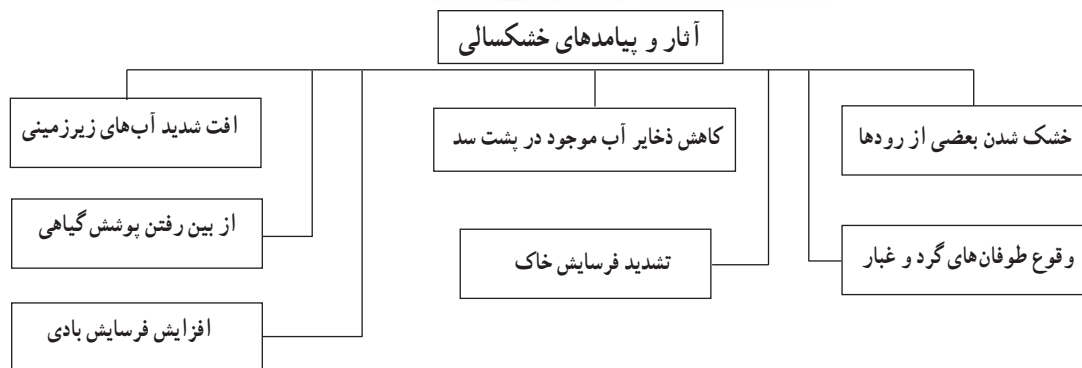 آثار و پیامدهای خشکسالی
خشک شدن بعضی از رودها
کاهش ذخایر آب موجود در پشت سد
افت شدید آب‌های زیرزمینی
وقوع طوفان‌های گرد و غبار
تشدید فرسایش خاک
از بین رفتن پوشش گیاهی
افزایش فرسایش بادی